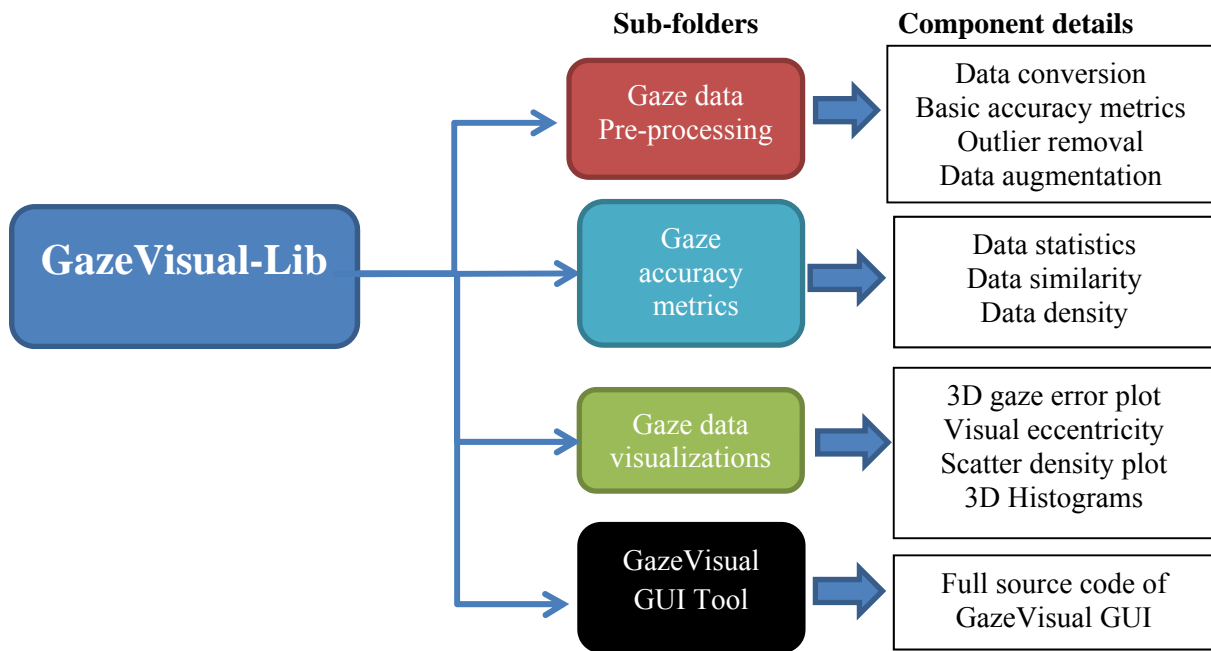 Sub-folders
Component details
GazeVisual-Lib
Gaze data
Pre-processing
Data conversion
Basic accuracy metrics
Outlier removal
Data augmentation
Gaze
accuracy
metrics
Data statistics
Data similarity
Data density
Gaze data
visualizations
3D gaze error plot
Visual eccentricity
Scatter density plot
3D Histograms
GazeVisual
GUI Tool
Full source code of
GazeVisual GUI